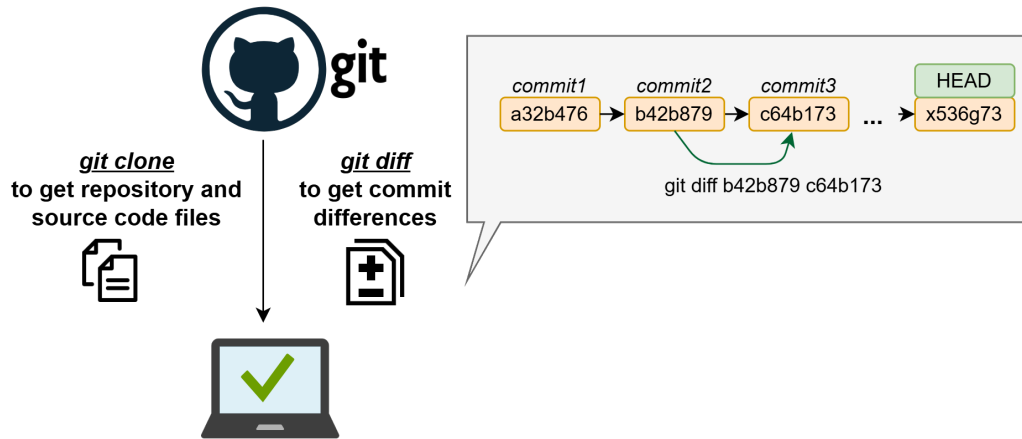 git
git clone
to get repository and
source code files
git diff
to get commit
differences
commit1
commit2
commit3
HEAD
a32b476
b42b879
c64b173
...
x536g73
git diff b42b879 c64b173